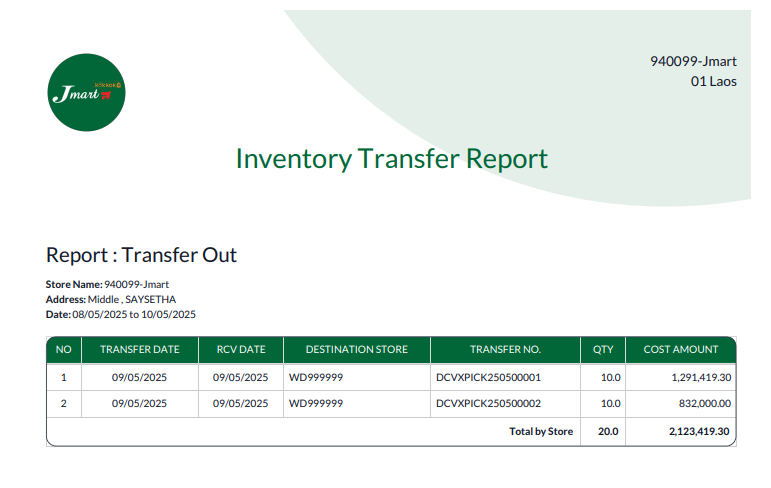 940099-Jmart
01 Laos
Jmart
Inventory Transfer Report
Report : Transfer Out
Store Name: 940099-Jmart
Address: Middle , SAYSETHA
Date: 08/05/2025 to 10/05/2025
NO TRANSFER DATE RCV DATE DESTINATION STORE TRANSFER NO. QTY COST AMOUNT
1 09/05/2025 09/05/2025 WD999999 DCVXPICK250500001 10.0 1,291,419.30
2 09/05/2025 09/05/2025 WD999999 DCVXPICK250500002 10.0 832,000.00
Total by Store 20.0 2,123,419.30